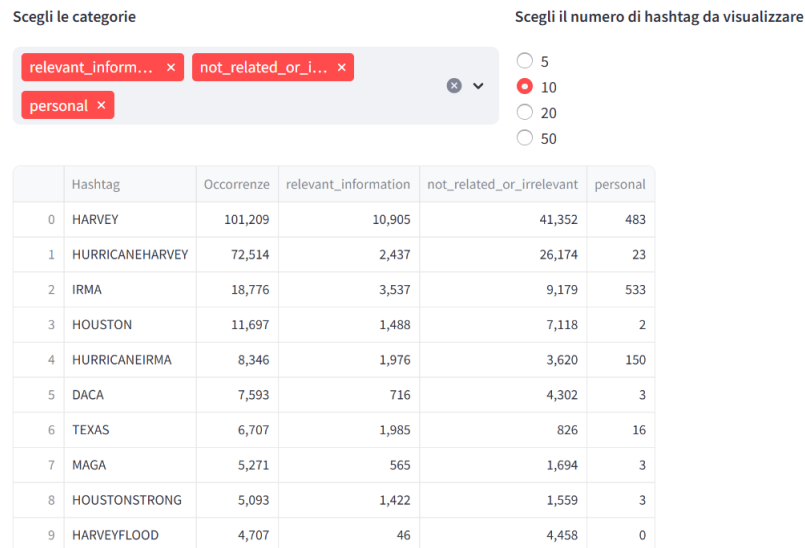 Scegli le categorie
Scegli il numero di hashtag da visualizzare
relevant_inform... × not_related_or_i... ×
personal ×
5
10
20
50
Hashtag Occorrenze relevant_information not_related_or_irrelevant personal
0 HARVEY 101,209 10,905 41,352 483
1 HURRICANEHARVEY 72,514 2,437 26,174 23
2 IRMA 18,776 3,537 9,179 533
3 HOUSTON 11,697 1,488 7,118 2
4 HURRICANEIRMA 8,346 1,976 3,620 150
5 DACA 7,593 716 4,302 3
6 TEXAS 6,707 1,985 826 16
7 MAGA 5,271 565 1,694 3
8 HOUSTONSTRONG 5,093 1,422 1,559 3
9 HARVEYFLOOD 4,707 46 4,458 0